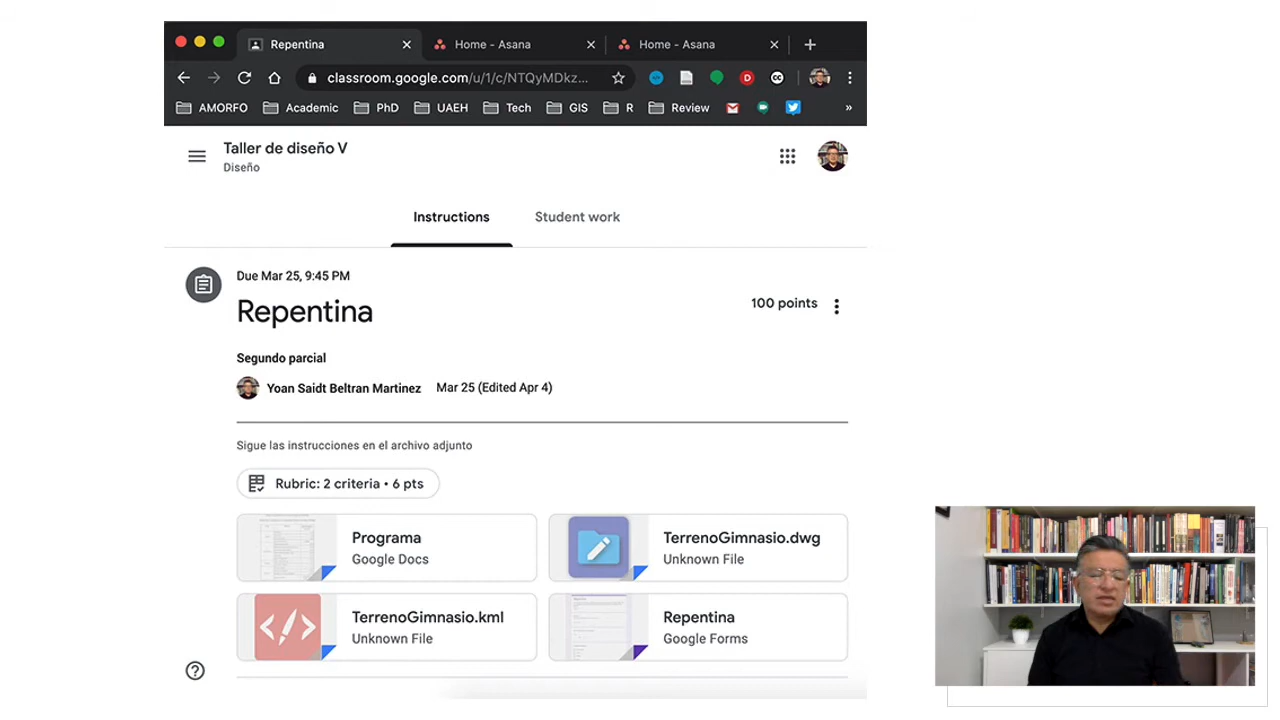 Repentina
Home - Asana
Home - Asana
classroom.google.com/u/1/c/NTQyMDkz...
AMORFO
Academic
PhD
UAEH
Tech
GIS
R
Review
»
Taller de diseño V
Diseño
Instructions
Student work
Due Mar 25, 9:45 PM
Repentina
100 points
Segundo parcial
Yoan Saidt Beltran Martinez Mar 25 (Edited Apr 4)
Sigue las instrucciones en el archivo adjunto
Rubric: 2 criteria • 6 pts
Programa
Google Docs
TerrenoGimnasio.dwg
Unknown File
TerrenoGimnasio.kml
Unknown File
Repentina
Google Forms